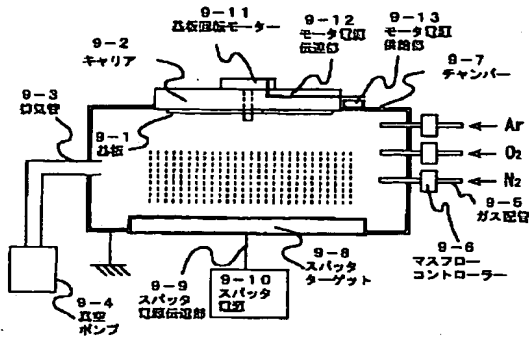 9-11
基板回転モーター
9-12
モータ電源
伝達部
9-13
モータ電源
供給部
9-2
キャリア
9-7
チャンバー
9-3
排気管
9-1
基板
Ar
O₂
N₂
9-5
ガス配管
9-6
マスフロー
コントローラー
9-8
スパッタ
ターゲット
9-9
スパッタ
電源伝達部
9-10
スパッタ
電源
9-4
真空
ポンプ